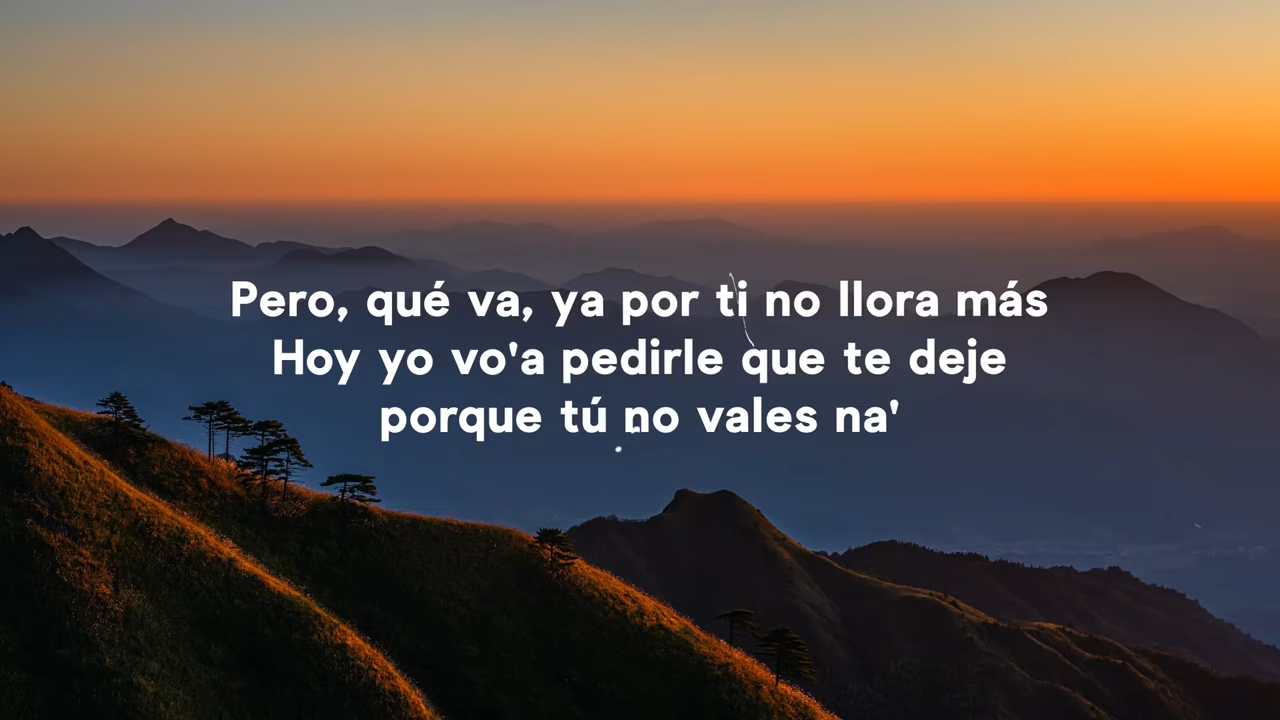 Pero, qué va, ya por ti no llora más
Hoy yo vo'a pedirle que te deje
porque tú no vales na'